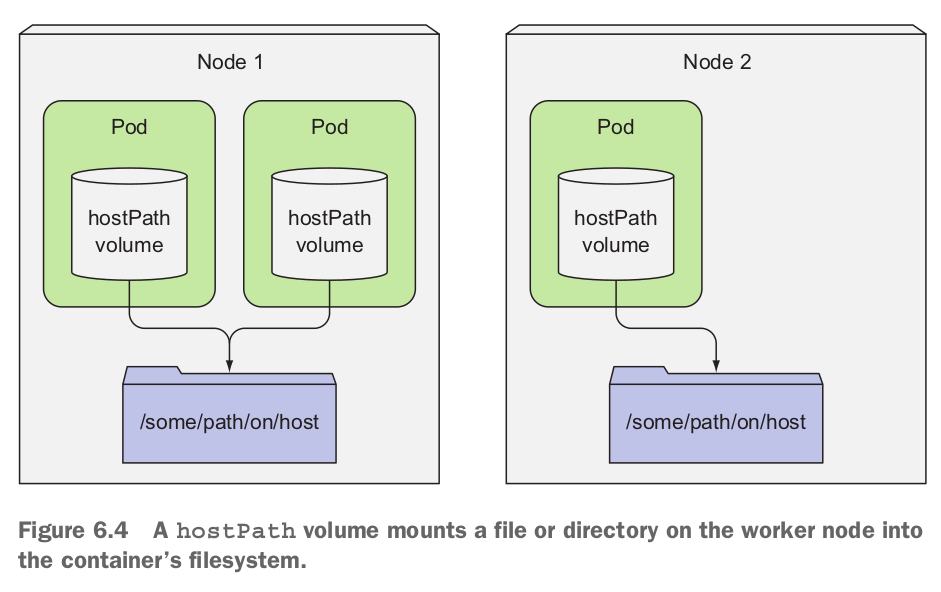 Node 1
Pod
hostPath
volume
Pod
hostPath
volume
/some/path/on/host
Node 2
Pod
hostPath
volume
/some/path/on/host
Figure 6.4 A hostPath volume mounts a file or directory on the worker node into
the container’s filesystem.